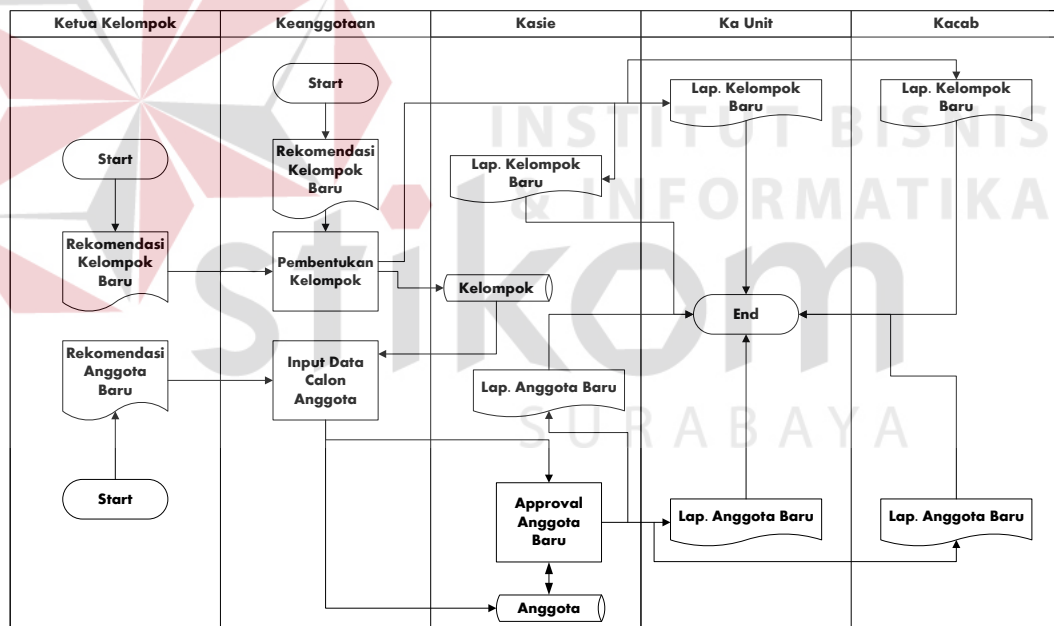 Ketua Kelompok
Keanggotaan
Kasie
Ka Unit
Kacab
Start
Lap. Kelompok
Baru
Lap. Kelompok
Baru
INSTITUT BISNIS
& INFORMATIKA
stikom
SURABAYA
Start
Rekomendasi
Kelompok
Baru
Lap. Kelompok
Baru
Rekomendasi
Kelompok
Baru
Pembentukan
Kelompok
Kelompok
End
Rekomendasi
Anggota
Baru
Input Data
Calon
Anggota
Lap. Anggota Baru
Start
Approval
Anggota
Baru
Lap. Anggota Baru
Lap. Anggota Baru
Anggota